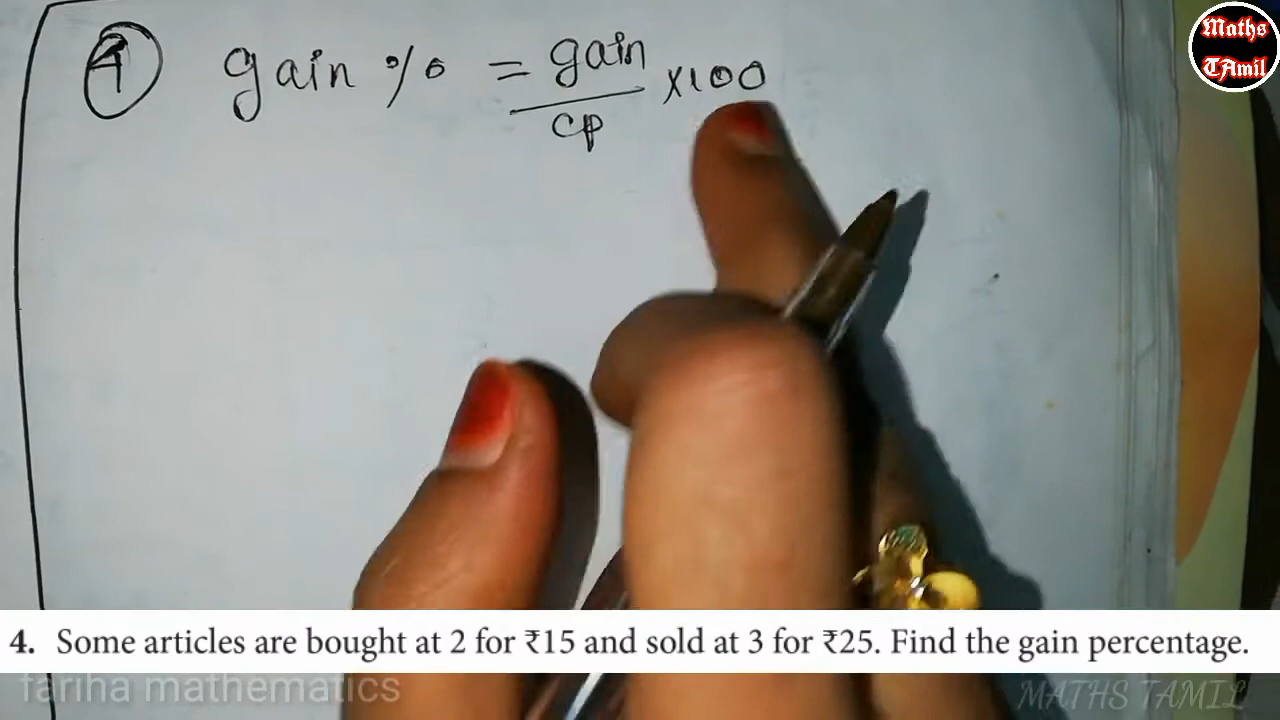 Maths
TAmil
4 gain % = gain / cp ×100
4. Some articles are bought at 2 for ₹15 and sold at 3 for ₹25. Find the gain percentage.
fariha mathematics
MATHS TAMIL